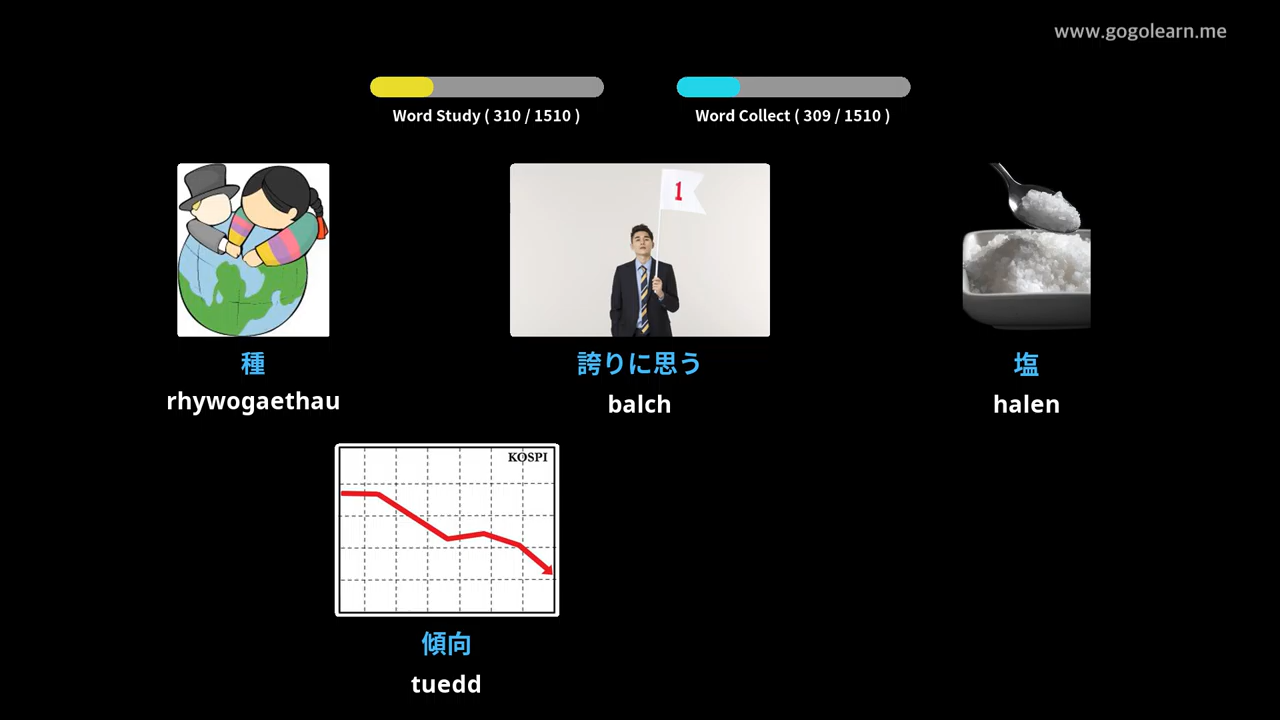 www.gogolearn.me
Word Study ( 310 / 1510 )
Word Collect ( 309 / 1510 )
1
種
rhywogaethau
誇りに思う
balch
塩
halen
KOSPI
傾向
tuedd